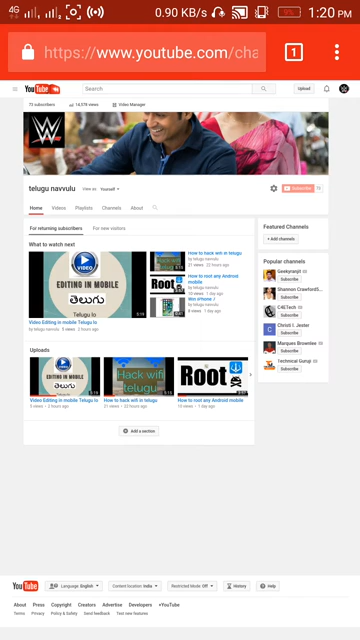 4G
0.90 KB/s
9%
1:20 PM
https://www.youtube.com/cha
1
YouTube
Search
Upload
73 subscribers
14,578 views
Video Manager
telugu navvulu
View as: Yourself
Subscribe
73
Home
Videos
Playlists
Channels
About
For returning subscribers
For new visitors
What to watch next
VIDEO
EDITING IN MOBILE
తెలుగు
Video Editing in mobile Telugu lo
by telugu navvulu 5 views 2 hours ago
How to hack wifi in telugu
by telugu navvulu
21 views 22 hours ago
Root
How to root any Android
mobile
by telugu navvulu
10 views 1 day ago
by telugu navvulu
8 views 1 day ago
Uploads
VIDEO
EDITING IN MOBILE
తెలుగు
Video Editing in mobile Telugu lo
5 views 2 hours ago
Hack wifi
telugu
How to hack wifi in telugu
21 views 22 hours ago
Root
How to root any Android mobile
10 views 1 day ago
Add a section
Featured Channels
+ Add channels
Popular channels
Geekyranjit
Subscribe
Shannon Crawford5...
Subscribe
C4ETech
Subscribe
C
Christi I. Jester
Subscribe
Marques Brownlee
Subscribe
Technical Guruji
Subscribe
YouTube
Language: English
Content location: India
Restricted Mode: Off
History
Help
About
Press
Copyright
Creators
Advertise
Developers
+YouTube
Terms
Privacy
Policy & Safety
Send feedback
Test new features